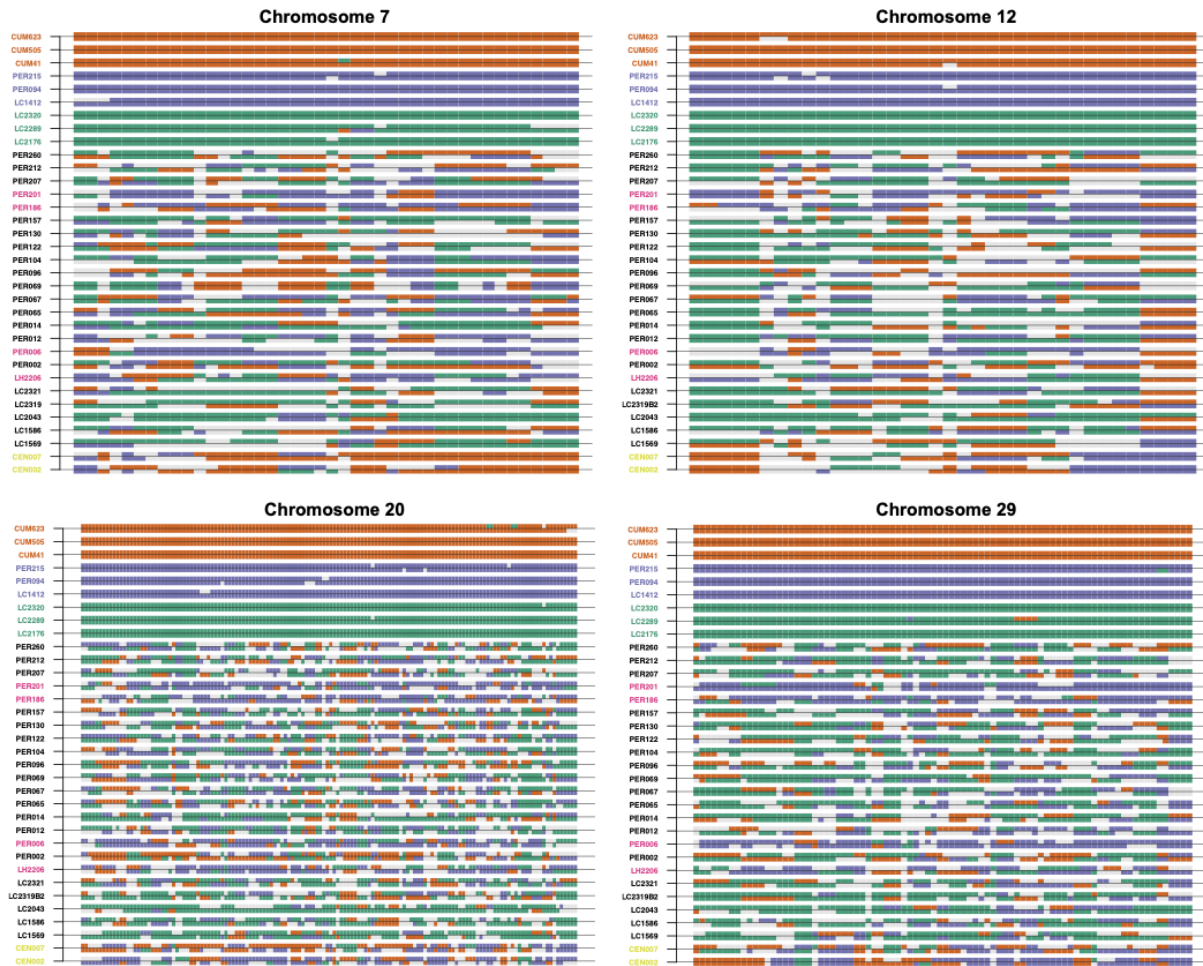 Chromosome 7
CUM623
CUM505
CUM41
PER215
PER094
LC1412
LC2320
LC2289
LC2176
PER260
PER212
PER207
PER201
PER186
PER157
PER130
PER122
PER104
PER096
PER069
PER067
PER065
PER014
PER012
PER006
PER002
LH2206
LC2321
LC2319
LC2043
LC1586
LC1569
CEN007
CEN002
Chromosome 12
CUM623
CUM505
CUM41
PER215
PER094
LC1412
LC2320
LC2289
LC2176
PER260
PER212
PER207
PER201
PER186
PER157
PER130
PER122
PER104
PER096
PER069
PER067
PER065
PER014
PER012
PER006
PER002
LH2206
LC2321
LC2319B2
LC2043
LC1586
LC1569
CEN007
CEN002
Chromosome 20
CUM623
CUM505
CUM41
PER215
PER094
LC1412
LC2320
LC2289
LC2176
PER260
PER212
PER207
PER201
PER186
PER157
PER130
PER122
PER104
PER096
PER069
PER067
PER065
PER014
PER012
PER006
PER002
LH2206
LC2321
LC2319B2
LC2043
LC1586
LC1569
CEN007
CEN002
Chromosome 29
CUM623
CUM505
CUM41
PER215
PER094
LC1412
LC2320
LC2289
LC2176
PER260
PER212
PER207
PER201
PER186
PER157
PER130
PER122
PER104
PER096
PER069
PER067
PER065
PER014
PER012
PER006
PER002
LH2206
LC2321
LC2319B2
LC2043
LC1586
LC1569
CEN007
CEN002